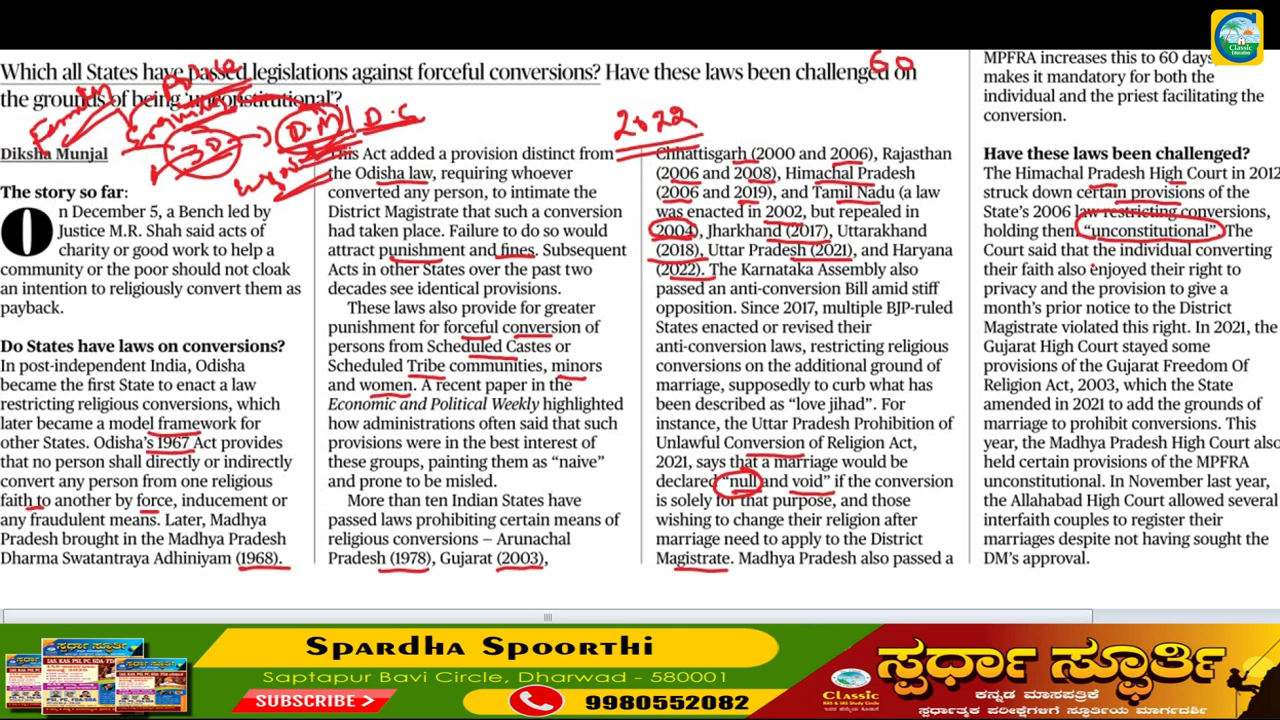 Classic
Education
Which all States have passed legislations against forceful conversions? Have these laws been challenged on
the grounds of being 'unconstitutional'?
60
Police
30
D.M
D.C
2022
Diksha Munjal
The story so far:
On December 5, a Bench led by
Justice M.R. Shah said acts of
charity or good work to help a
community or the poor should not cloak
an intention to religiously convert them as
payback.
Do States have laws on conversions?
In post-independent India, Odisha
became the first State to enact a law
restricting religious conversions, which
later became a model framework for
other States. Odisha's 1967 Act provides
that no person shall directly or indirectly
convert any person from one religious
faith to another by force, inducement or
any fraudulent means. Later, Madhya
Pradesh brought in the Madhya Pradesh
Dharma Swatantraya Adhiniyam (1968).
This Act added a provision distinct from
the Odisha law, requiring whoever
converted any person, to intimate the
District Magistrate that such a conversion
had taken place. Failure to do so would
attract punishment and fines. Subsequent
Acts in other States over the past two
decades see identical provisions.
These laws also provide for greater
punishment for forceful conversion of
persons from Scheduled Castes or
Scheduled Tribe communities, minors
and women. A recent paper in the
Economic and Political Weekly highlighted
how administrations often said that such
provisions were in the best interest of
these groups, painting them as "naive"
and prone to be misled.
More than ten Indian States have
passed laws prohibiting certain means of
religious conversions – Arunachal
Pradesh (1978), Gujarat (2003),
Chhattisgarh (2000 and 2006), Rajasthan
(2006 and 2008), Himachal Pradesh
(2006 and 2019), and Tamil Nadu (a law
was enacted in 2002, but repealed in
2004), Jharkhand (2017), Uttarakhand
(2018), Uttar Pradesh (2021), and Haryana
(2022). The Karnataka Assembly also
passed an anti-conversion Bill amid stiff
opposition. Since 2017, multiple BJP-ruled
States enacted or revised their
anti-conversion laws, restricting religious
conversions on the additional ground of
marriage, supposedly to curb what has
been described as "love jihad". For
instance, the Uttar Pradesh Prohibition of
Unlawful Conversion of Religion Act,
2021, says that a marriage would be
declared "null and void" if the conversion
is solely for that purpose, and those
wishing to change their religion after
marriage need to apply to the District
Magistrate. Madhya Pradesh also passed a
MPFRA increases this to 60 days,
makes it mandatory for both the
individual and the priest facilitating the
conversion.
Have these laws been challenged?
The Himachal Pradesh High Court in 2012
struck down certain provisions of the
State's 2006 law restricting conversions,
holding them "unconstitutional". The
Court said that the individual converting
their faith also enjoyed their right to
privacy and the provision to give a
month's prior notice to the District
Magistrate violated this right. In 2021, the
Gujarat High Court stayed some
provisions of the Gujarat Freedom Of
Religion Act, 2003, which the State
amended in 2021 to add the grounds of
marriage to prohibit conversions. This
year, the Madhya Pradesh High Court also
held certain provisions of the MPFRA
unconstitutional. In November last year,
the Allahabad High Court allowed several
interfaith couples to register their
marriages despite not having sought the
DM's approval.
Spardha Spoorthi
Saptapur Bavi Circle, Dharwad - 580001
SUBSCRIBE
9980552082
Classic
KAS & IAS Study Circle
ಸ್ಪರ್ಧಾ ಸ್ಫೂರ್ತಿ
ಕನ್ನಡ ಮಾಸಪತ್ರಿಕೆ
ಸ್ಪರ್ಧಾತ್ಮಕ ಪರೀಕ್ಷೆಗಳಿಗೆ ಸ್ಫೂರ್ತಿಯ ಮಾರ್ಗದರ್ಶಿ